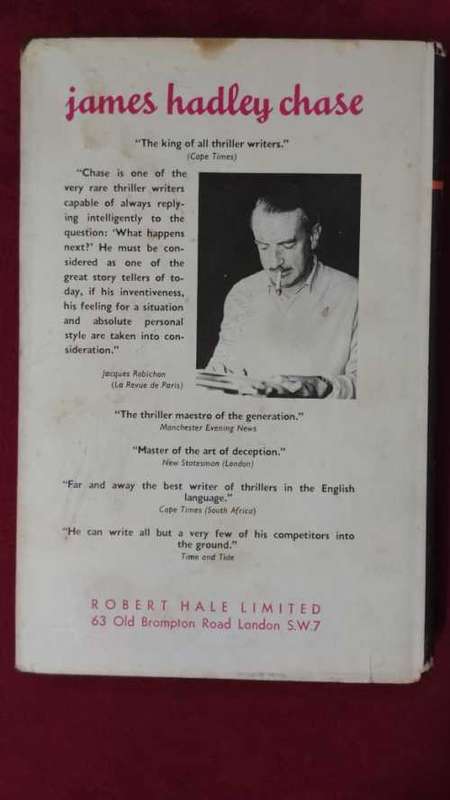 james hadley chase
"The king of all thriller writers."
(Cape Times)
"Chase is one of the
very rare thriller writers
capable of always reply-
ing intelligently to the
question: 'What happens
next?' He must be con-
sidered as one of the
great story tellers of to-
day, if his inventiveness,
his feeling for a situation
and absolute personal
style are taken into con-
sideration."
Jacques Robichon
(La Revue de Paris)
"The thriller maestro of the generation."
Manchester Evening News
"Master of the art of deception."
New Statesman (London)
"Far and away the best writer of thrillers in the English
language."
Cape Times (South Africa)
"He can write all but a very few of his competitors into
the ground."
Time and Tide
ROBERT HALE LIMITED
63 Old Brompton Road London S.W.7